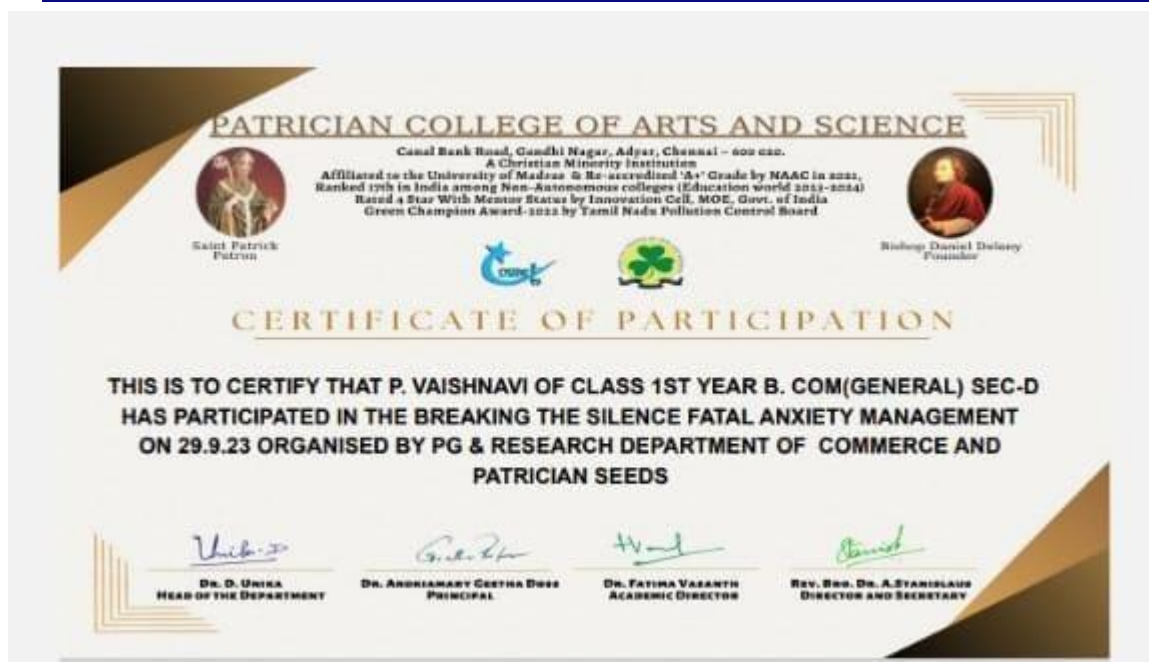 PATRICIAN COLLEGE OF ARTS AND SCIENCE
Canal Bank Road, Gandhi Nagar, Adyar, Chennai – 600 020.
A Christian Minority Institution
Affiliated to the University of Madras & Re-accredited 'A+' Grade by NAAC in 2021,
Ranked 17th in India among Non-Autonomous colleges (Education world 2023-2024)
Rated 4 Star With Mentor Status by Innovation Cell, MOE, Govt. of India
Green Champion Award-2022 by Tamil Nadu Pollution Control Board
Saint Patrick
Patron
Bishop Daniel Delany
Founder
CERTIFICATE OF PARTICIPATION
THIS IS TO CERTIFY THAT P. VAISHNAVI OF CLASS 1ST YEAR B. COM(GENERAL) SEC-D
HAS PARTICIPATED IN THE BREAKING THE SILENCE FATAL ANXIETY MANAGEMENT
ON 29.9.23 ORGANISED BY PG & RESEARCH DEPARTMENT OF COMMERCE AND
PATRICIAN SEEDS
DR. D. UNIKA
HEAD OF THE DEPARTMENT
DR. AROKIAMARY GEETHA DOSS
PRINCIPAL
DR. FATIMA VASANTH
ACADEMIC DIRECTOR
REV. BRO. DR. A.STANISLAUS
DIRECTOR AND SECRETARY